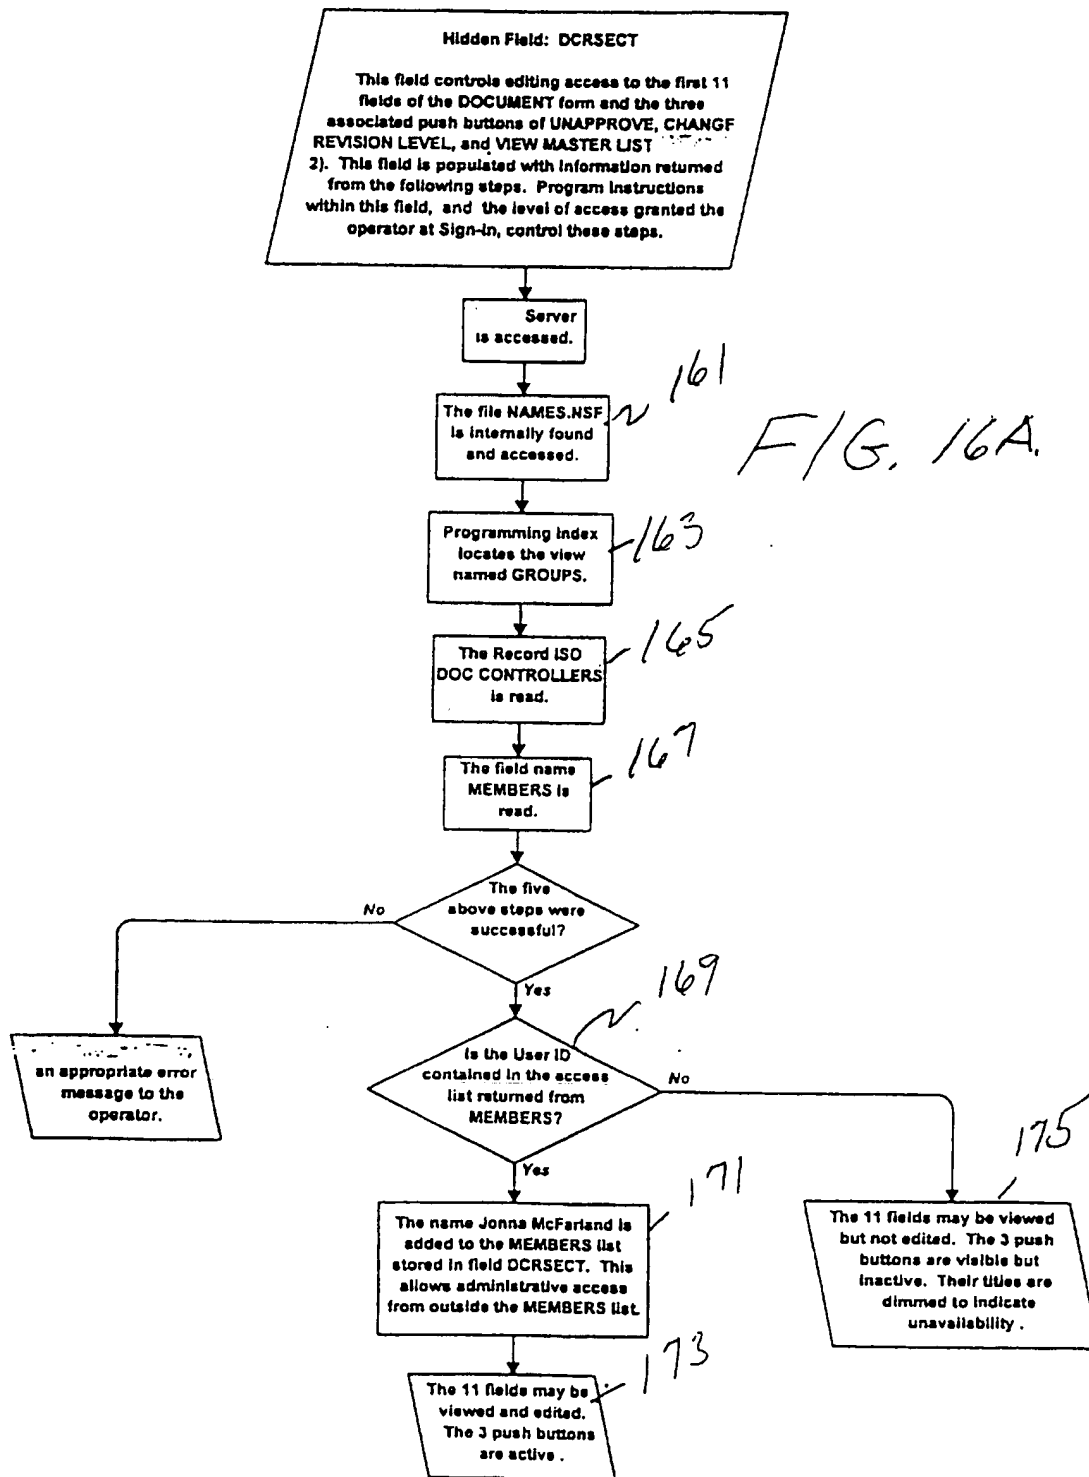 Hidden Field: DCRSECT
This field controls editing access to the first 11
fields of the DOCUMENT form and the three
associated push buttons of UNAPPROVE, CHANGF
REVISION LEVEL, and VIEW MASTER LIST
2). This field is populated with information returned
from the following steps. Program instructions
within this field, and the level of access granted the
operator at Sign-in, control these steps.
Server
is accessed.
161
The file NAMES.NSF
is internally found
and accessed.
FIG. 16A.
Programming index
locates the view
named GROUPS.
163
The Record ISO
DOC CONTROLLERS
is read.
165
The field name
MEMBERS is
read.
167
The five
above steps were
successful?
No
Yes
169
an appropriate error
message to the
operator.
Is the User ID
contained in the access
list returned from
MEMBERS?
No
Yes
171
175
The name Jonna McFarland is
added to the MEMBERS list
stored in field DCRSECT. This
allows administrative access
from outside the MEMBERS list.
The 11 fields may be viewed
but not edited. The 3 push
buttons are visible but
inactive. Their titles are
dimmed to indicate
unavailability .
173
The 11 fields may be
viewed and edited.
The 3 push buttons
are active .